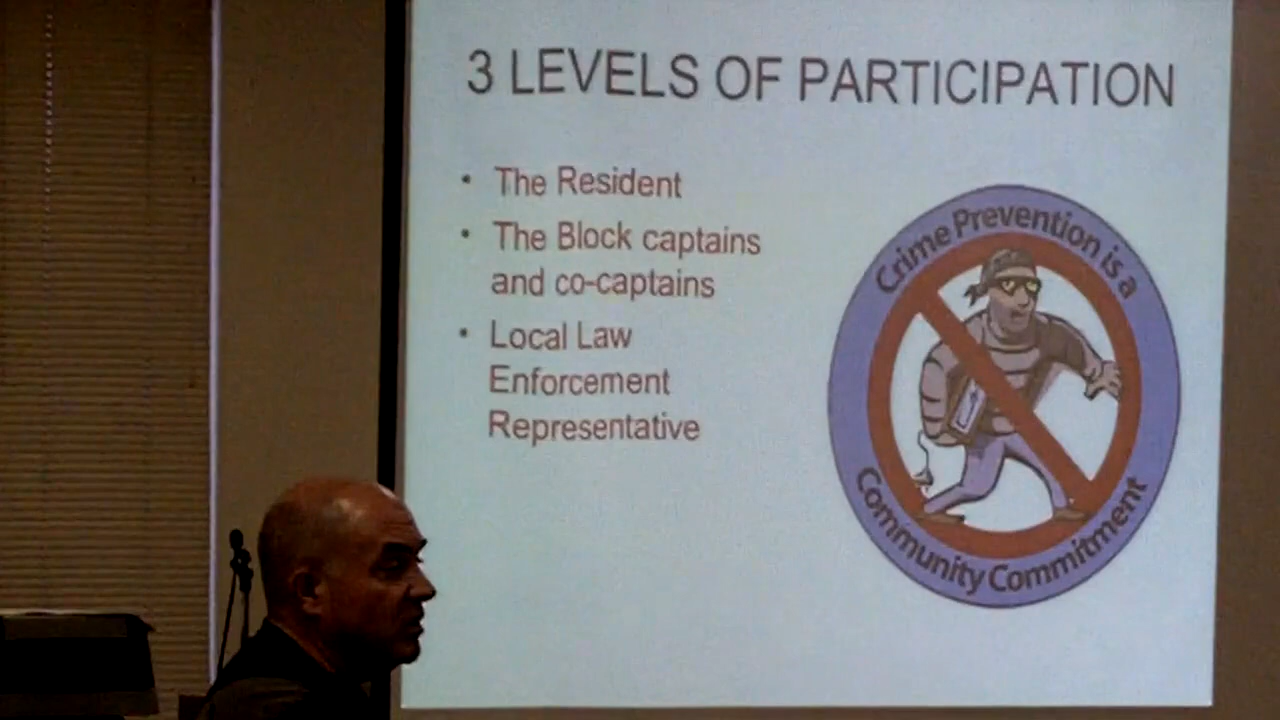 3 LEVELS OF PARTICIPATION
• The Resident
• The Block captains
and co-captains
• Local Law
Enforcement
Representative
Crime Prevention is a
Community Commitment